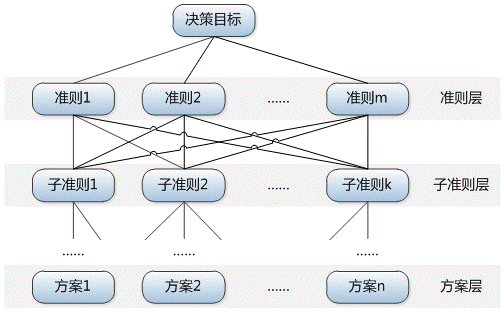 决策目标
准则1 准则2 …… 准则m 准则层
子准则1 子准则2 …… 子准则k 子准则层
…… …… ……
方案1 方案2 …… 方案n 方案层